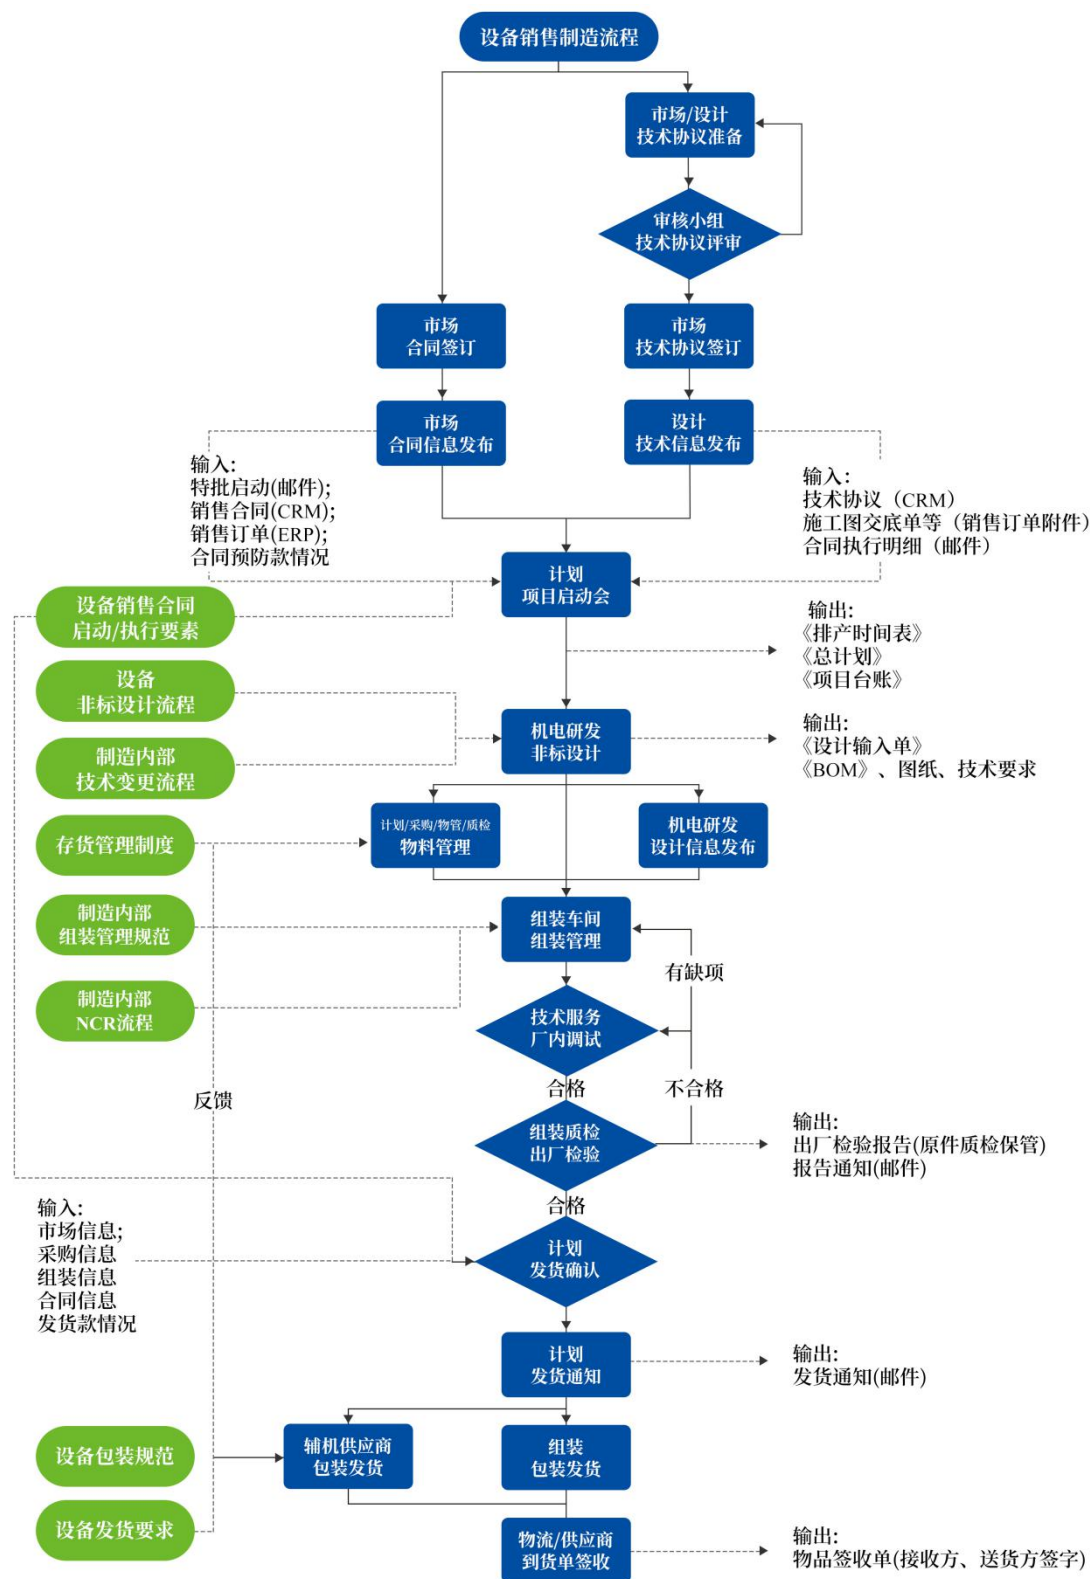 设备销售制造流程
市场/设计
技术协议准备
审核小组
技术协议评审
市场
合同签订
市场
技术协议签订
市场
合同信息发布
设计
技术信息发布
输入:
特批启动(邮件);
销售合同(CRM);
销售订单(ERP);
合同预防款情况
输入:
技术协议（CRM）
施工图交底单等（销售订单附件）
合同执行明细（邮件）
计划
项目启动会
设备销售合同
启动/执行要素
输出:
《排产时间表》
《总计划》
《项目台账》
设备
非标设计流程
机电研发
非标设计
输出:
《设计输入单》
《BOM》、图纸、技术要求
制造内部
技术变更流程
存货管理制度
计划/采购/物管/质检
物料管理
机电研发
设计信息发布
制造内部
组装管理规范
组装车间
组装管理
有缺项
制造内部
NCR流程
技术服务
厂内调试
反馈
合格
不合格
组装质检
出厂检验
输出:
出厂检验报告(原件质检保管)
报告通知(邮件)
合格
输入:
市场信息;
采购信息
组装信息
合同信息
发货款情况
计划
发货确认
计划
发货通知
输出:
发货通知(邮件)
设备包装规范
辅机供应商
包装发货
组装
包装发货
设备发货要求
物流/供应商
到货单签收
输出:
物品签收单(接收方、送货方签字)